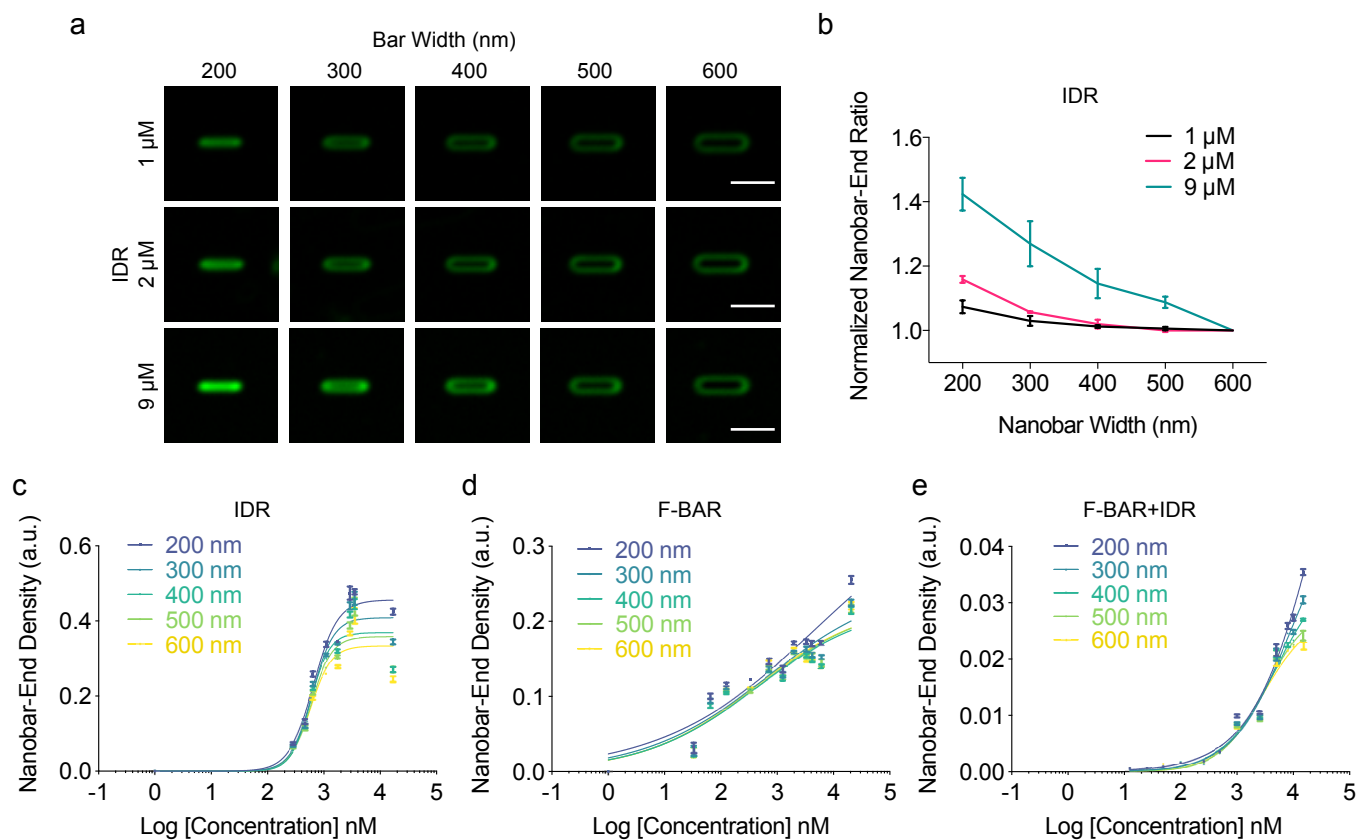 a
Bar Width (nm)
200 300 400 500 600
IDR
1 µM
2 µM
9 µM
b
IDR
1 µM
2 µM
9 µM
Normalized Nanobar-End Ratio
1.6
1.4
1.2
1.0
200 300 400 500 600
Nanobar Width (nm)
c
IDR
200 nm
300 nm
400 nm
500 nm
600 nm
Nanobar-End Density (a.u.)
0.6
0.4
0.2
0.0
-1 0 1 2 3 4 5
Log [Concentration] nM
d
F-BAR
200 nm
300 nm
400 nm
500 nm
600 nm
Nanobar-End Density (a.u.)
0.3
0.2
0.1
0.0
-1 0 1 2 3 4 5
Log [Concentration] nM
e
F-BAR+IDR
200 nm
300 nm
400 nm
500 nm
600 nm
Nanobar-End Density (a.u.)
0.04
0.03
0.02
0.01
0.00
-1 0 1 2 3 4 5
Log [Concentration] nM